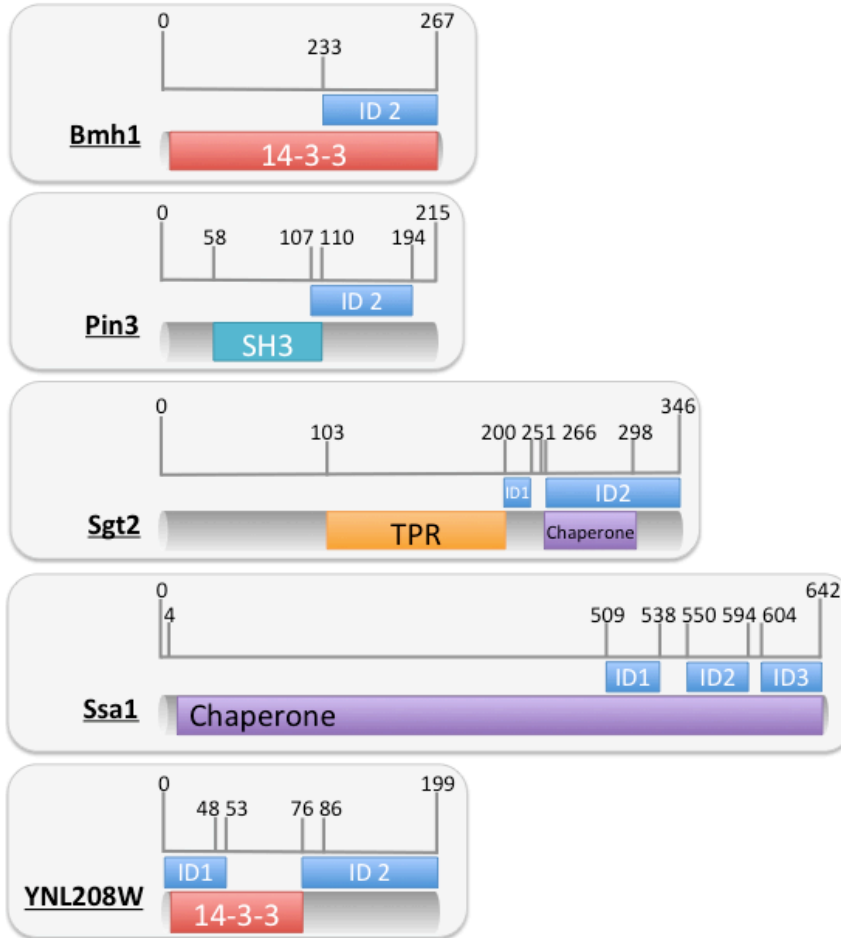 0 267
233
ID 2
Bmh1
14-3-3
0 215
58 107 110 194
ID 2
Pin3
SH3
0 346
103 200 251 266 298
ID1 ID2
Sgt2
TPR Chaperone
0 642
4 509 538 550 594 604
ID1 ID2 ID3
Ssa1
Chaperone
0 199
48 53 76 86
ID1 ID 2
YNL208W
14-3-3